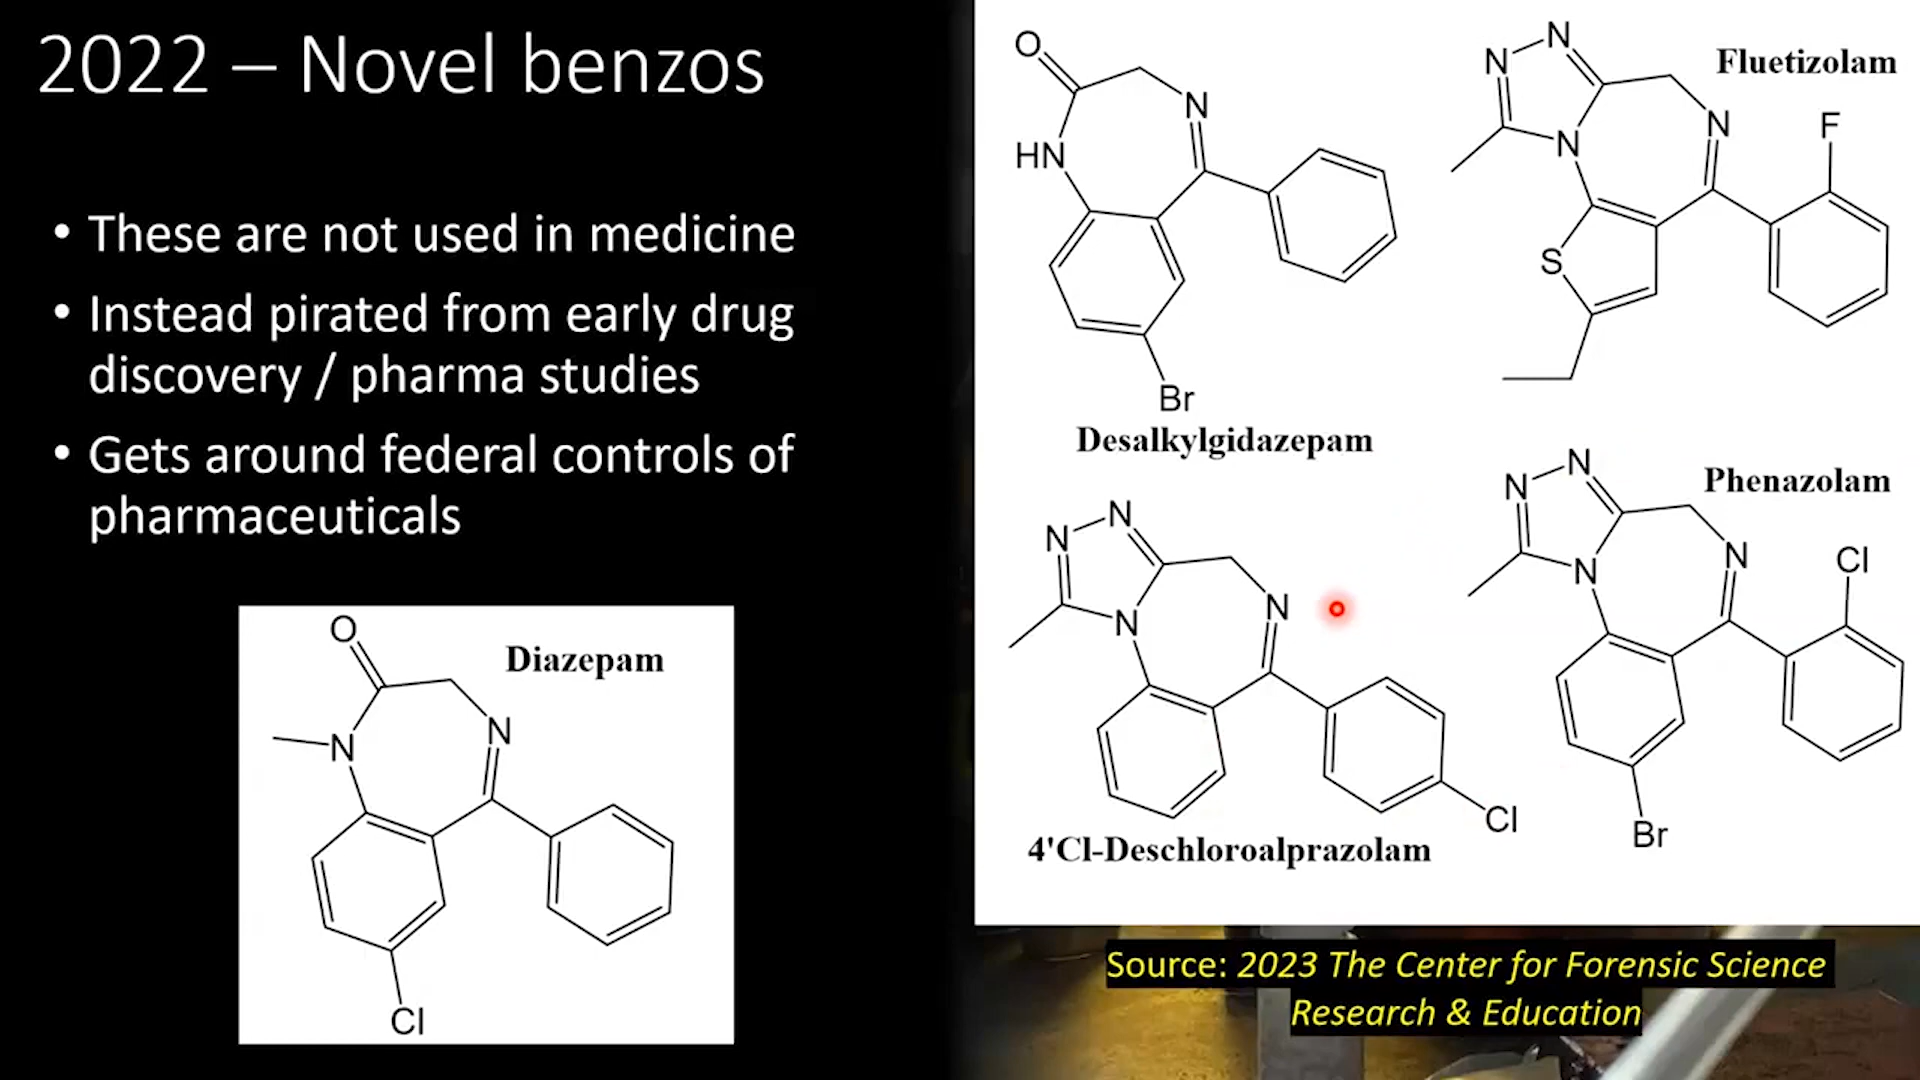 2022 – Novel benzos
• These are not used in medicine
• Instead pirated from early drug
discovery / pharma studies
• Gets around federal controls of
pharmaceuticals
O
Diazepam
N
N
Cl
O
N
HN
Br
Desalkylgidazepam
N
N
Fluetizolam
N
N
F
S
N
N
N
N
Cl
4'Cl-Deschloroalprazolam
N
N
Phenazolam
N
N
Cl
Br
Source: 2023 The Center for Forensic Science
Research & Education